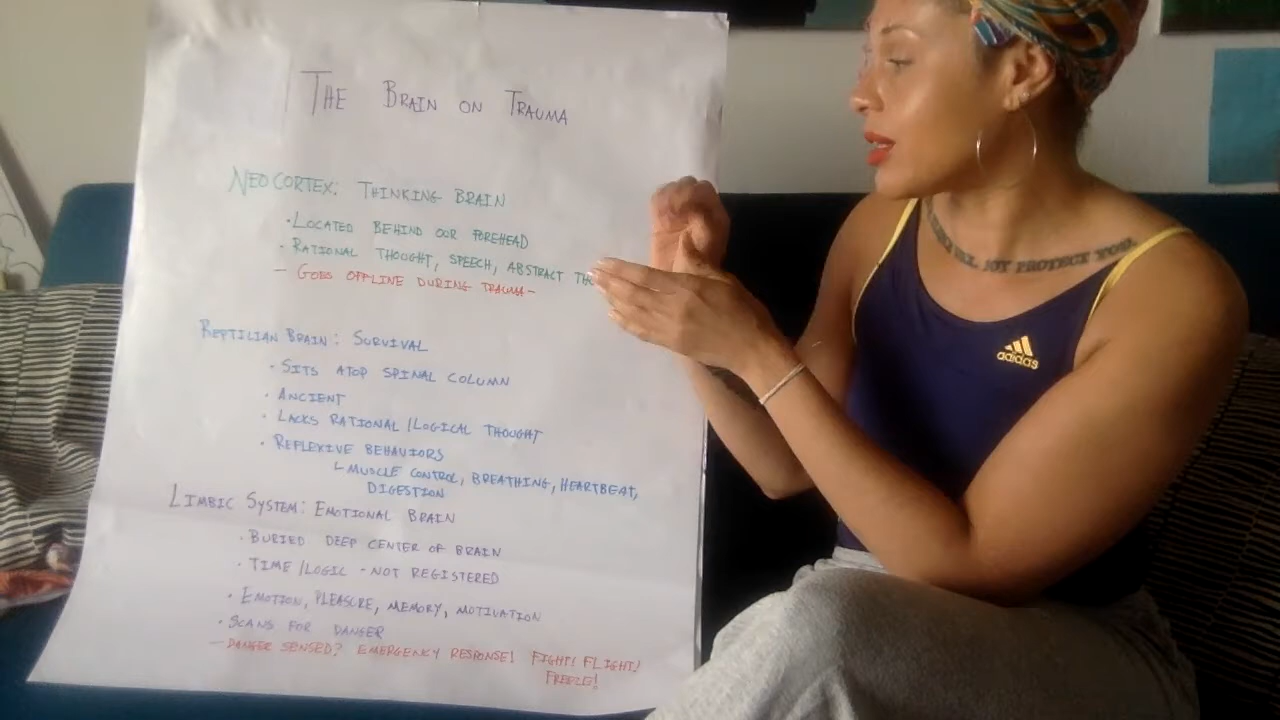 THE BRAIN ON TRAUMA
NEOCORTEX: THINKING BRAIN
• LOCATED BEHIND OUR FOREHEAD
• RATIONAL THOUGHT, SPEECH, ABSTRACT
— GOES OFFLINE DURING TRAUMA —
REPTILIAN BRAIN: SURVIVAL
• SITS ATOP SPINAL COLUMN
• ANCIENT
• LACKS RATIONAL/LOGICAL THOUGHT
• REFLEXIVE BEHAVIORS
MUSCLE CONTROL, BREATHING, HEARTBEAT,
DIGESTION
LIMBIC SYSTEM: EMOTIONAL BRAIN
• BURIED DEEP CENTER OF BRAIN
• TIME/LOGIC - NOT REGISTERED
• EMOTION, PLEASURE, MEMORY, MOTIVATION
• SCANS FOR DANGER
— DANGER SENSED? EMERGENCY RESPONSE! FIGHT! FLIGHT!
FREEZE!
JOY PROTECT YOU
adidas